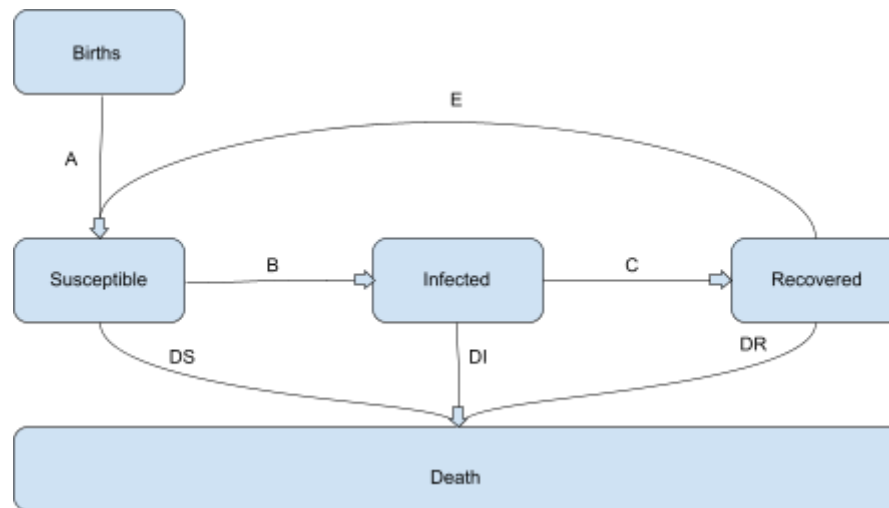 Births
E
A
Susceptible
B
Infected
C
Recovered
DS
DI
DR
Death